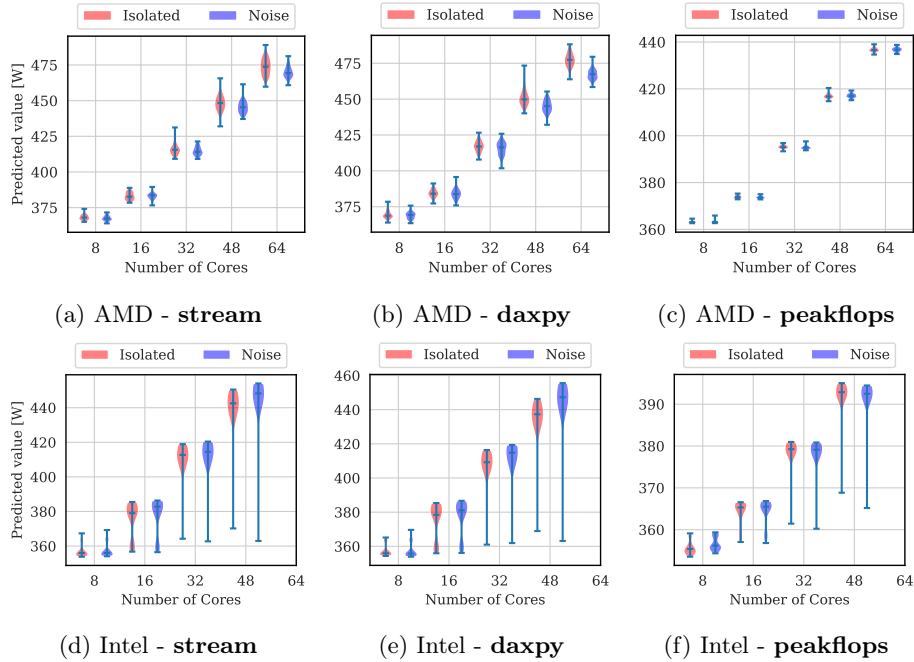 Isolated Noise
Isolated Noise
Isolated Noise
Predicted value [W]
475
450
425
400
375
8 16 32 48 64
Number of Cores
475
450
425
400
375
8 16 32 48 64
Number of Cores
440
420
400
380
360
8 16 32 48 64
Number of Cores
(a) AMD - stream
(b) AMD - daxpy
(c) AMD - peakflops
Isolated Noise
Isolated Noise
Isolated Noise
Predicted value [W]
440
420
400
380
360
8 16 32 48 64
Number of Cores
460
440
420
400
380
360
8 16 32 48 64
Number of Cores
390
380
370
360
8 16 32 48 64
Number of Cores
(d) Intel - stream
(e) Intel - daxpy
(f) Intel - peakflops